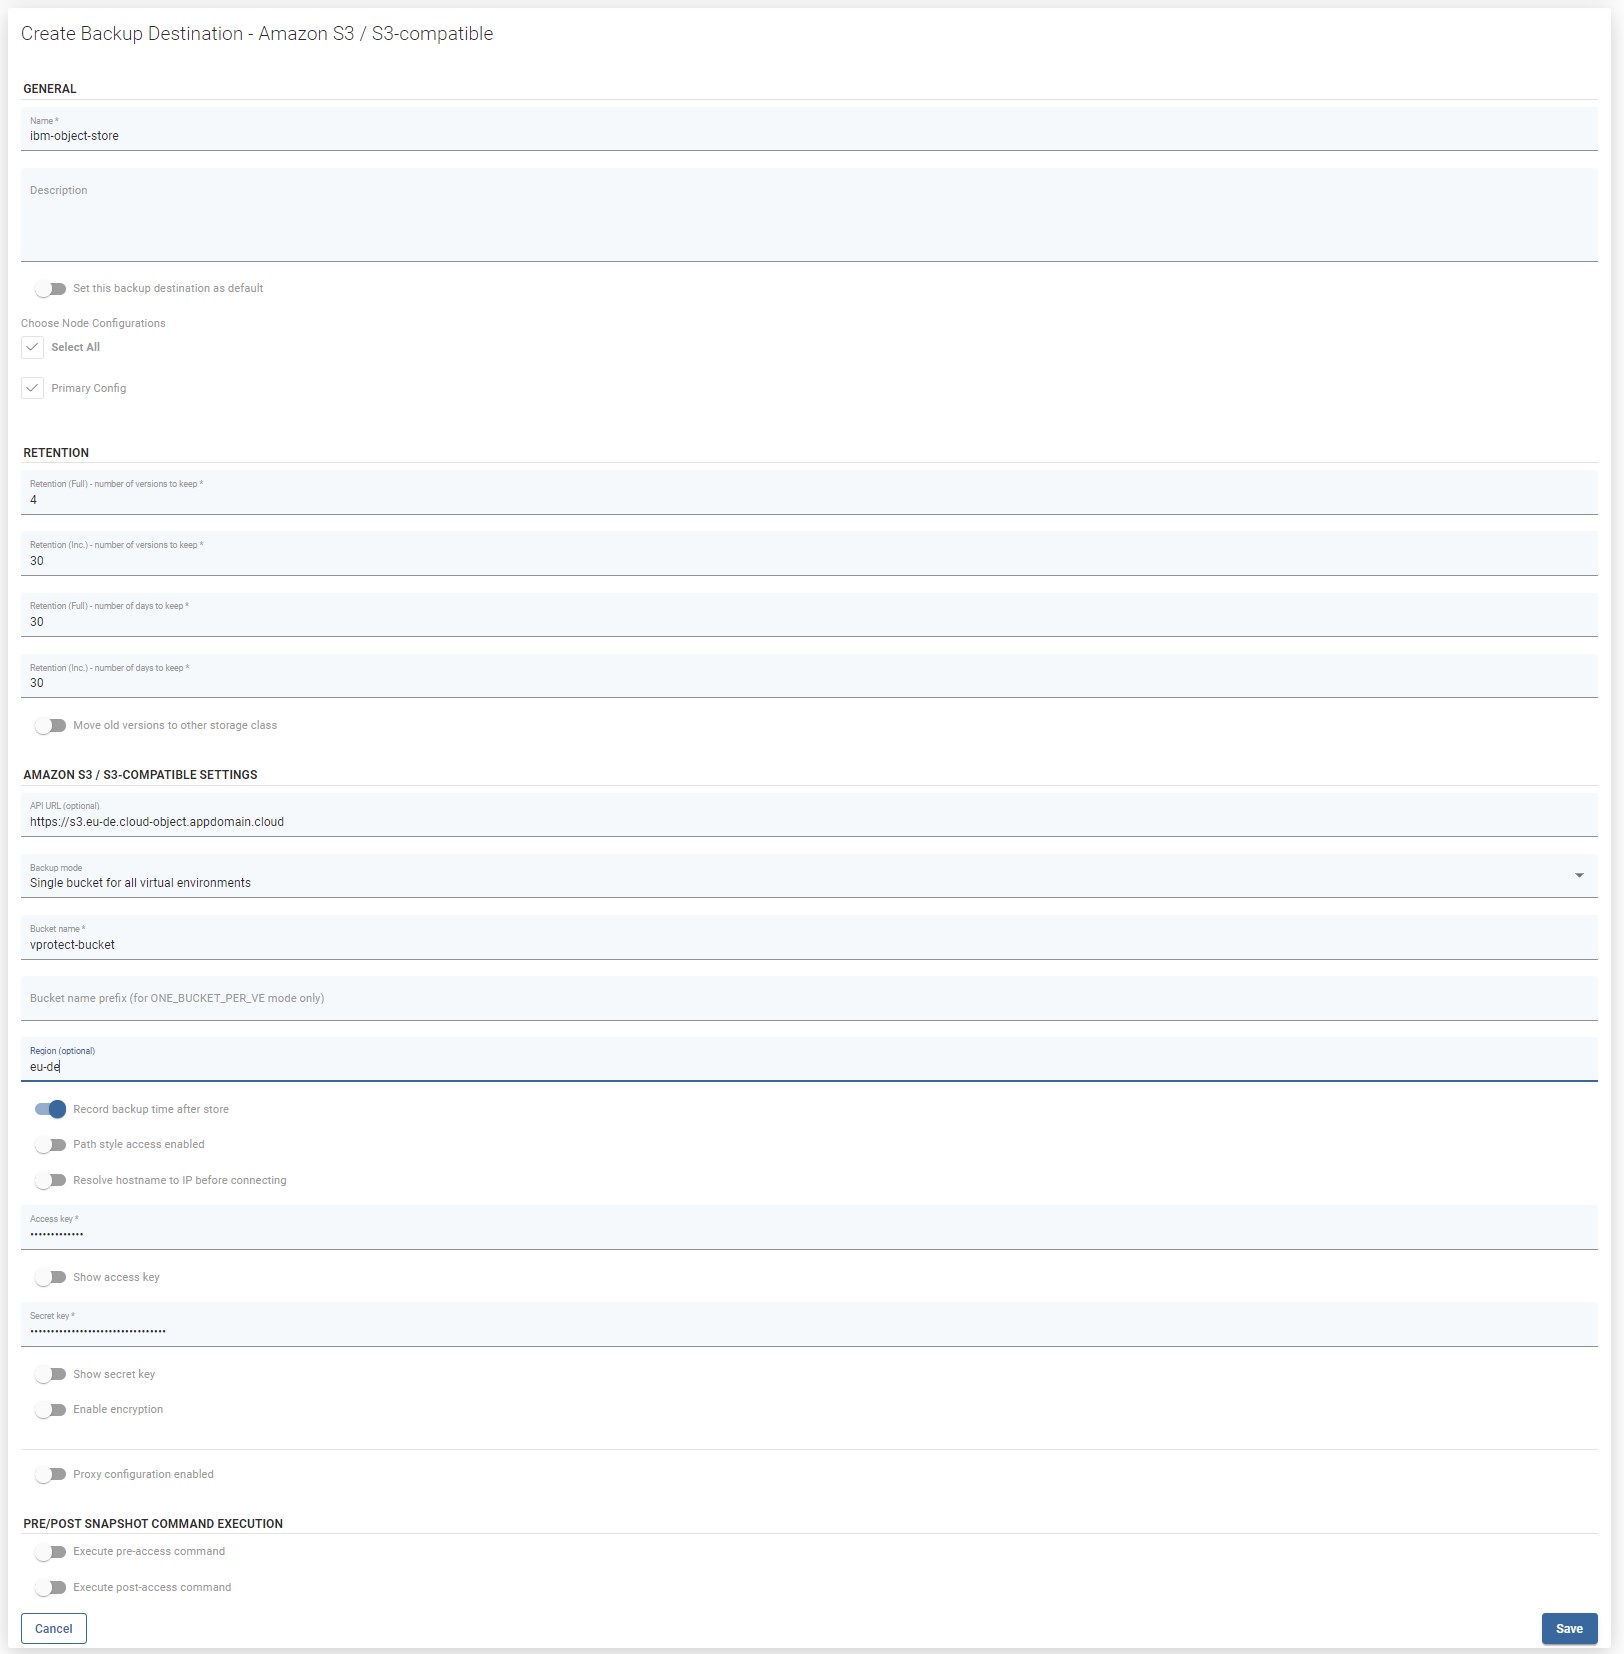 Create Backup Destination - Amazon S3 / S3-compatible
GENERAL
Name *
ibm-object-store
Description
Set this backup destination as default
Choose Node Configurations
Select All
Primary Config
RETENTION
Retention (Full) - number of versions to keep *
4
Retention (Inc.) - number of versions to keep *
30
Retention (Full) - number of days to keep *
30
Retention (Inc.) - number of days to keep *
30
Move old versions to other storage class
AMAZON S3 / S3-COMPATIBLE SETTINGS
API URL (optional)
https://s3.eu-de.cloud-object.appdomain.cloud
Backup mode
Single bucket for all virtual environments
Bucket name *
vprotect-bucket
Bucket name prefix (for ONE_BUCKET_PER_VE mode only)
Region (optional)
eu-de
Record backup time after store
Path style access enabled
Resolve hostname to IP before connecting
Access key *
•••••••••••••
Show access key
Secret key *
•••••••••••••••••••••••••••••••••
Show secret key
Enable encryption
Proxy configuration enabled
PRE/POST SNAPSHOT COMMAND EXECUTION
Execute pre-access command
Execute post-access command
Cancel
Save